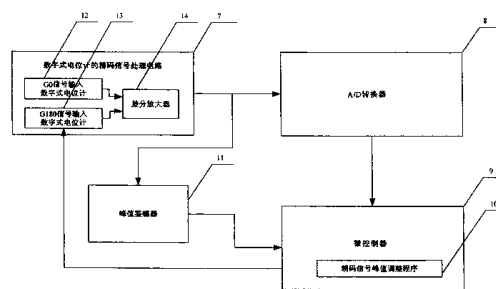 12
13
14
7
8
数字式电位计的精码信号处理电路
G0信号输入
数字式电位计
差分放大器
G180信号输入
数字式电位计
A/D转换器
11
9
峰值鉴幅器
10
微控制器
精码信号峰值调整程序